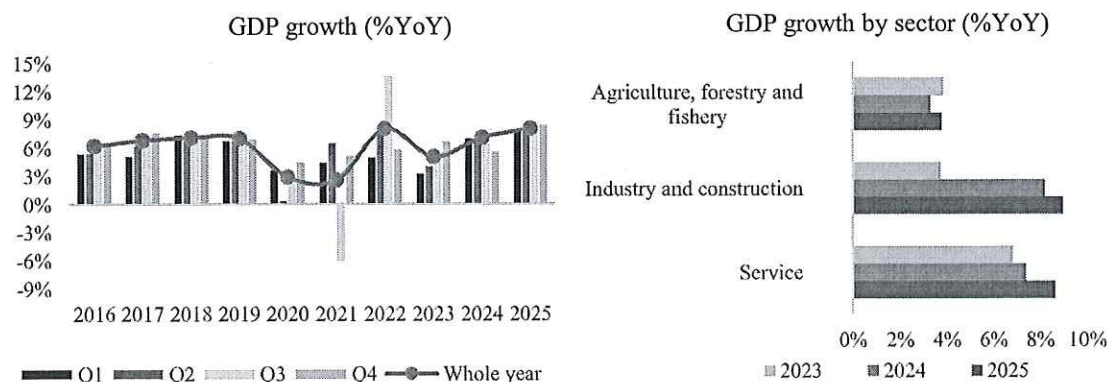 GDP growth (%YoY)
15%
12%
9%
6%
3%
0%
-3%
-6%
-9%
2016 2017 2018 2019 2020 2021 2022 2023 2024 2025
Q1 Q2 Q3 Q4 Whole year
GDP growth by sector (%YoY)
Agriculture, forestry and
fishery
Industry and construction
Service
0% 2% 4% 6% 8% 10%
2023 2024 2025